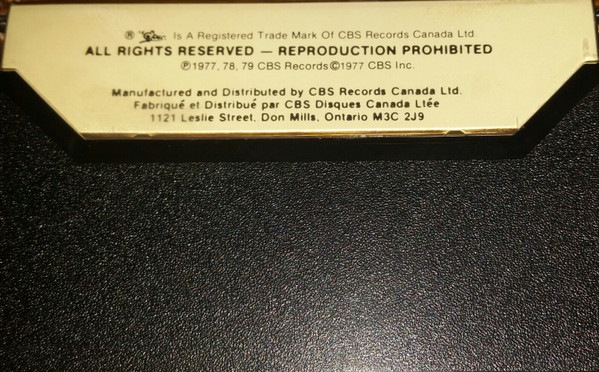 ® Is A Registered Trade Mark Of CBS Records Canada Ltd
ALL RIGHTS RESERVED — REPRODUCTION PROHIBITED
℗1977, 78, 79 CBS Records ©1977 CBS Inc.
Manufactured and Distributed by CBS Records Canada Ltd.
Fabriqué et Distribué par CBS Disques Canada Ltée
1121 Leslie Street, Don Mills, Ontario M3C 2J9